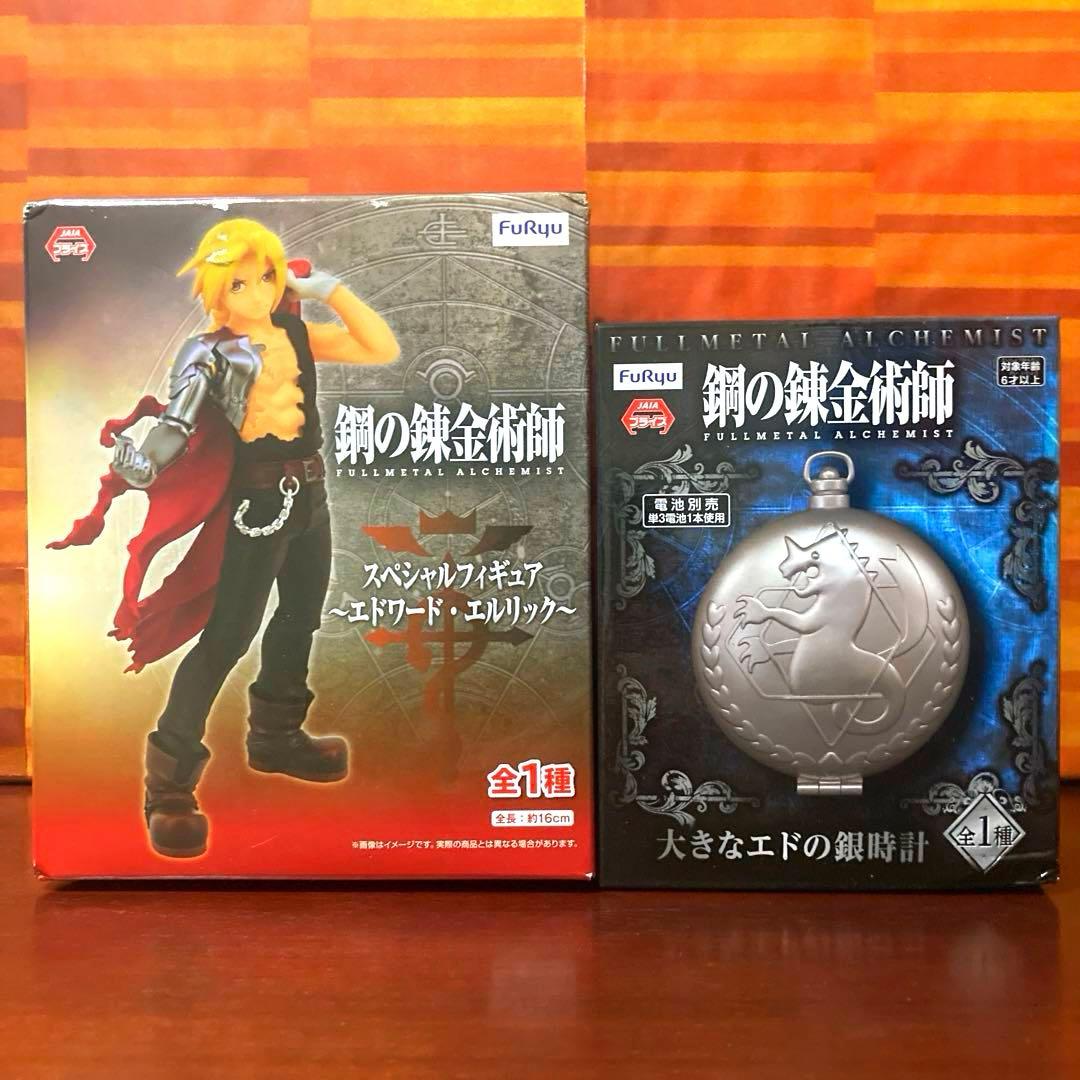 JAIA
プライズ
FuRyu
鋼の錬金術師
FULLMETAL ALCHEMIST
スペシャルフィギュア
～エドワード・エルリック～
全1種
全長：約16cm
※画像はイメージです。実際の商品とは異なる場合があります。
FULLMETAL ALCHEMIST
FuRyu
JAIA
プライズ
鋼の錬金術師
FULLMETAL ALCHEMIST
対象年齢
6才以上
電池別売
単3電池1本使用
大きなエドの銀時計
全1種